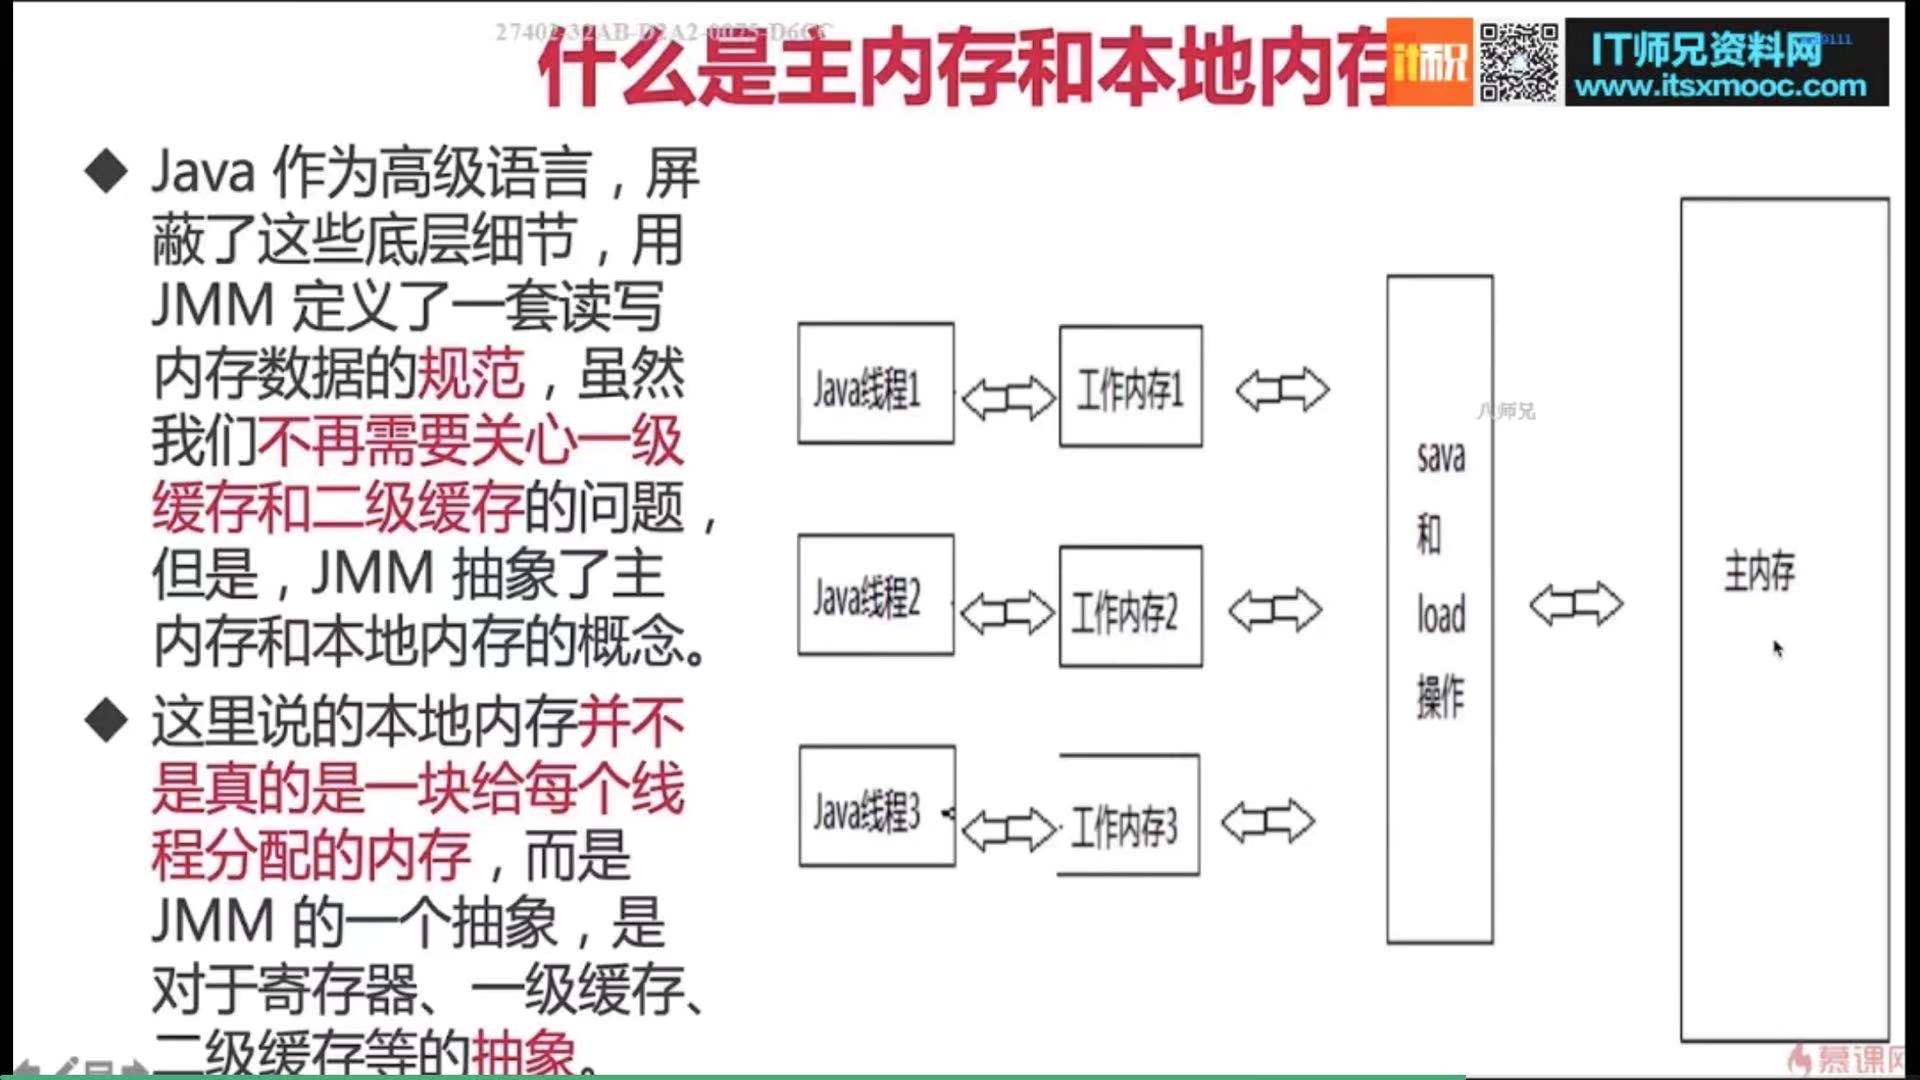 27402-32AB-D2A2-0075-D6CC
什么是主内存和本地内存
IT师兄资料网
www.itsxmooc.com
Java 作为高级语言，屏
蔽了这些底层细节，用
JMM 定义了一套读写
内存数据的规范，虽然
我们不再需要关心一级
缓存和二级缓存的问题，
但是，JMM 抽象了主
内存和本地内存的概念。
这里说的本地内存并不
是真的是一块给每个线
程分配的内存，而是
JMM 的一个抽象，是
对于寄存器、一级缓存、
二级缓存等的抽象。
Java线程1
工作内存1
Java线程2
工作内存2
Java线程3
工作内存3
sava
和
load
操作
八师兄
主内存
慕课网